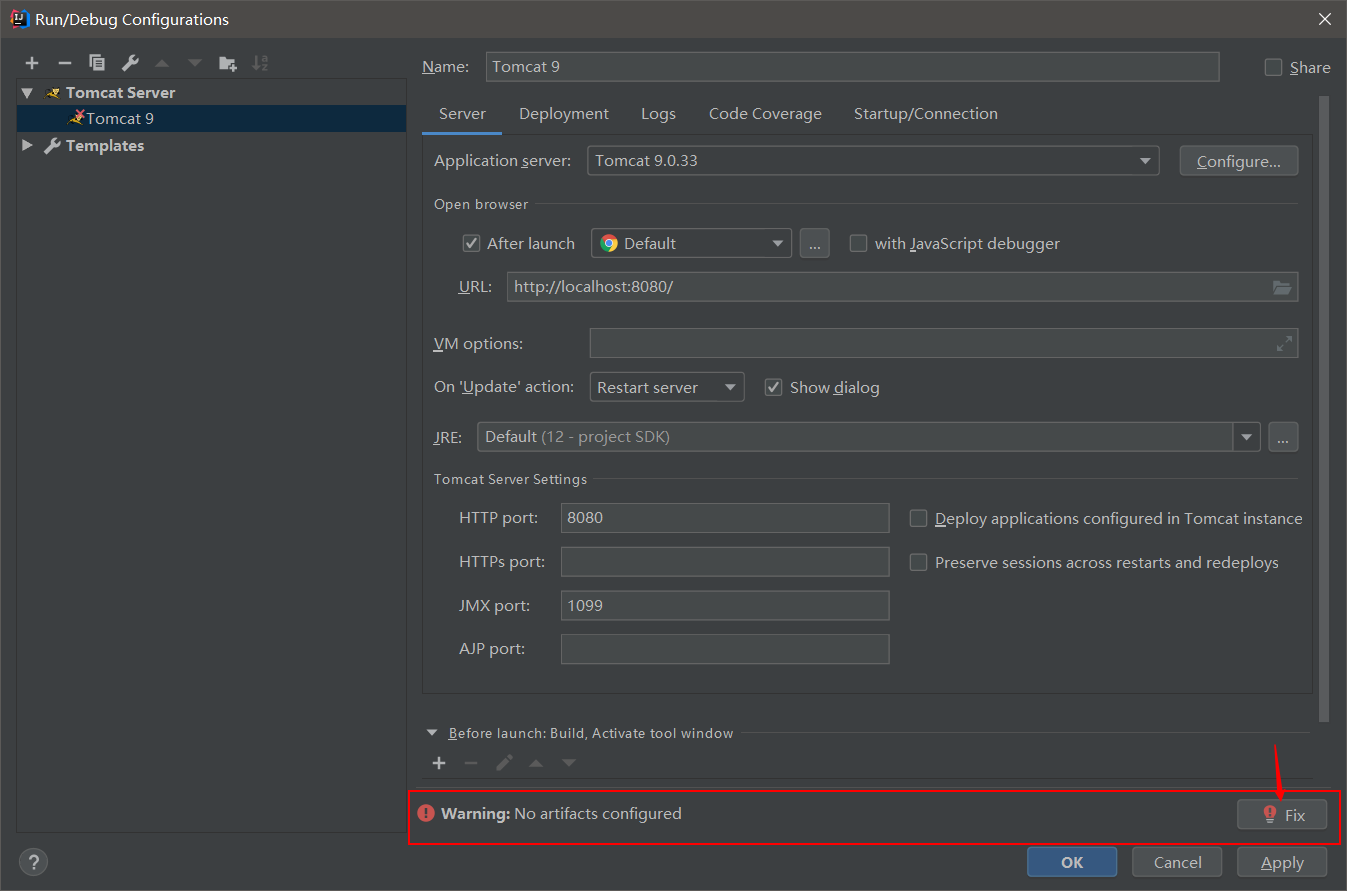 Run/Debug Configurations
Tomcat Server
Tomcat 9
Templates
Name: Tomcat 9 Share
Server Deployment Logs Code Coverage Startup/Connection
Application server: Tomcat 9.0.33 Configure...
Open browser
After launch Default ... with JavaScript debugger
URL: http://localhost:8080/
VM options:
On 'Update' action: Restart server Show dialog
JRE: Default (12 - project SDK) ...
Tomcat Server Settings
HTTP port: 8080 Deploy applications configured in Tomcat instance
HTTPs port: Preserve sessions across restarts and redeploys
JMX port: 1099
AJP port:
Before launch: Build, Activate tool window
Warning: No artifacts configured Fix
? OK Cancel Apply